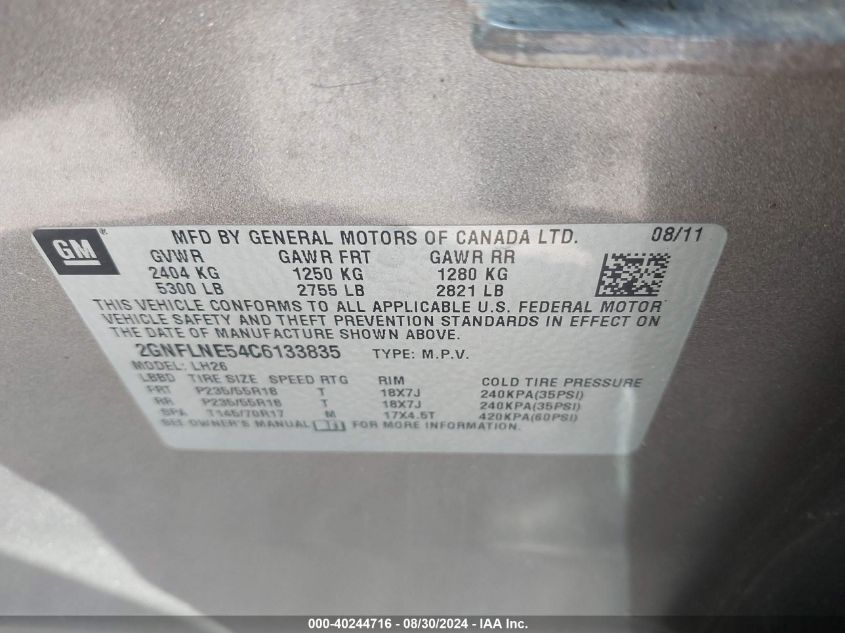 GM ®
MFD BY GENERAL MOTORS OF CANADA LTD. 08/11
GVWR GAWR FRT GAWR RR
2404 KG 1250 KG 1280 KG
5300 LB 2755 LB 2821 LB
THIS VEHICLE CONFORMS TO ALL APPLICABLE U.S. FEDERAL MOTOR
VEHICLE SAFETY AND THEFT PREVENTION STANDARDS IN EFFECT ON
THE DATE OF MANUFACTURE SHOWN ABOVE.
2GNFLNE54C6133835 TYPE: M.P.V.
MODEL: LH26
LBBD TIRE SIZE SPEED RTG RIM COLD TIRE PRESSURE
FRT P235/55R18 T 18X7J 240KPA(35PSI)
RR P235/55R18 T 18X7J 240KPA(35PSI)
SPA T145/70R17 M 17X4.5T 420KPA(60PSI)
SEE OWNER'S MANUAL FOR MORE INFORMATION.
000-40244716 - 08/30/2024 - IAA Inc.